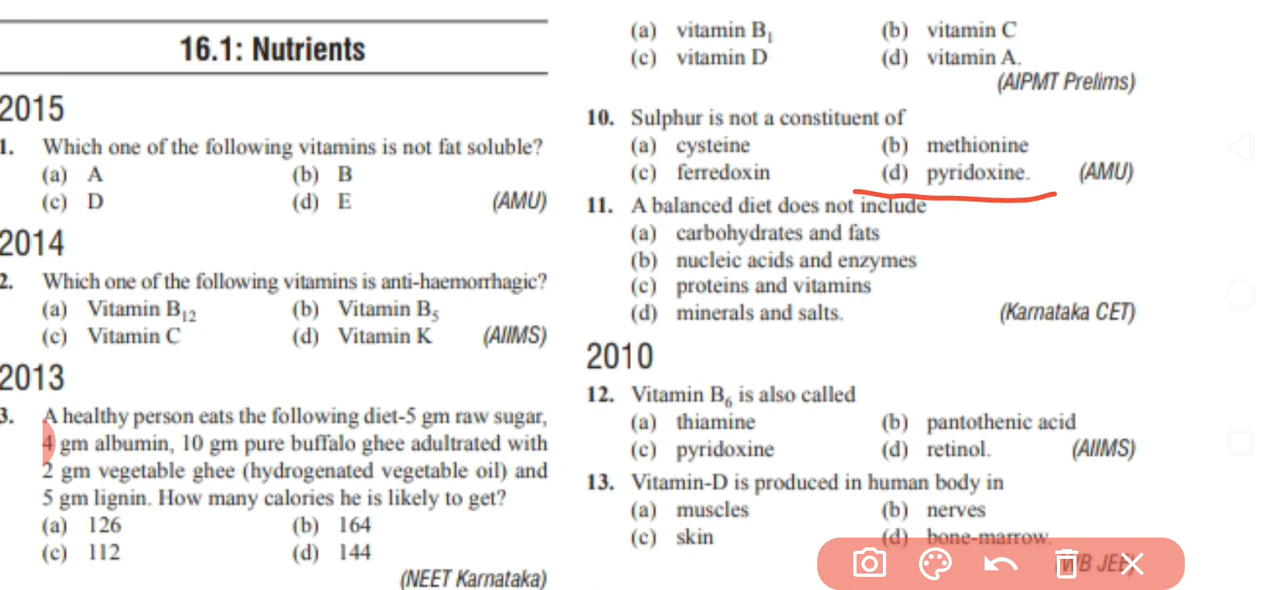 16.1: Nutrients
2015
1. Which one of the following vitamins is not fat soluble?
(a) A (b) B
(c) D (d) E (AMU)
2014
2. Which one of the following vitamins is anti-haemorrhagic?
(a) Vitamin B12 (b) Vitamin B5
(c) Vitamin C (d) Vitamin K (AIIMS)
2013
3. A healthy person eats the following diet-5 gm raw sugar,
4 gm albumin, 10 gm pure buffalo ghee adultrated with
2 gm vegetable ghee (hydrogenated vegetable oil) and
5 gm lignin. How many calories he is likely to get?
(a) 126 (b) 164
(c) 112 (d) 144
(NEET Karnataka)
(a) vitamin B1 (b) vitamin C
(c) vitamin D (d) vitamin A.
(AIPMT Prelims)
10. Sulphur is not a constituent of
(a) cysteine (b) methionine
(c) ferredoxin (d) pyridoxine. (AMU)
11. A balanced diet does not include
(a) carbohydrates and fats
(b) nucleic acids and enzymes
(c) proteins and vitamins
(d) minerals and salts. (Karnataka CET)
2010
12. Vitamin B6 is also called
(a) thiamine (b) pantothenic acid
(c) pyridoxine (d) retinol. (AIIMS)
13. Vitamin-D is produced in human body in
(a) muscles (b) nerves
(c) skin (d) bone-marrow.
(WB JEE)